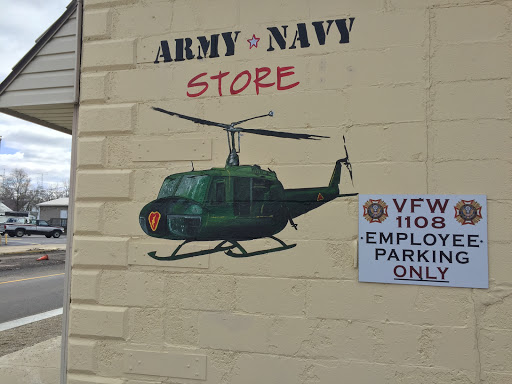 ARMY NAVY
STORE
VFW
1108
·EMPLOYEE·
PARKING
ONLY